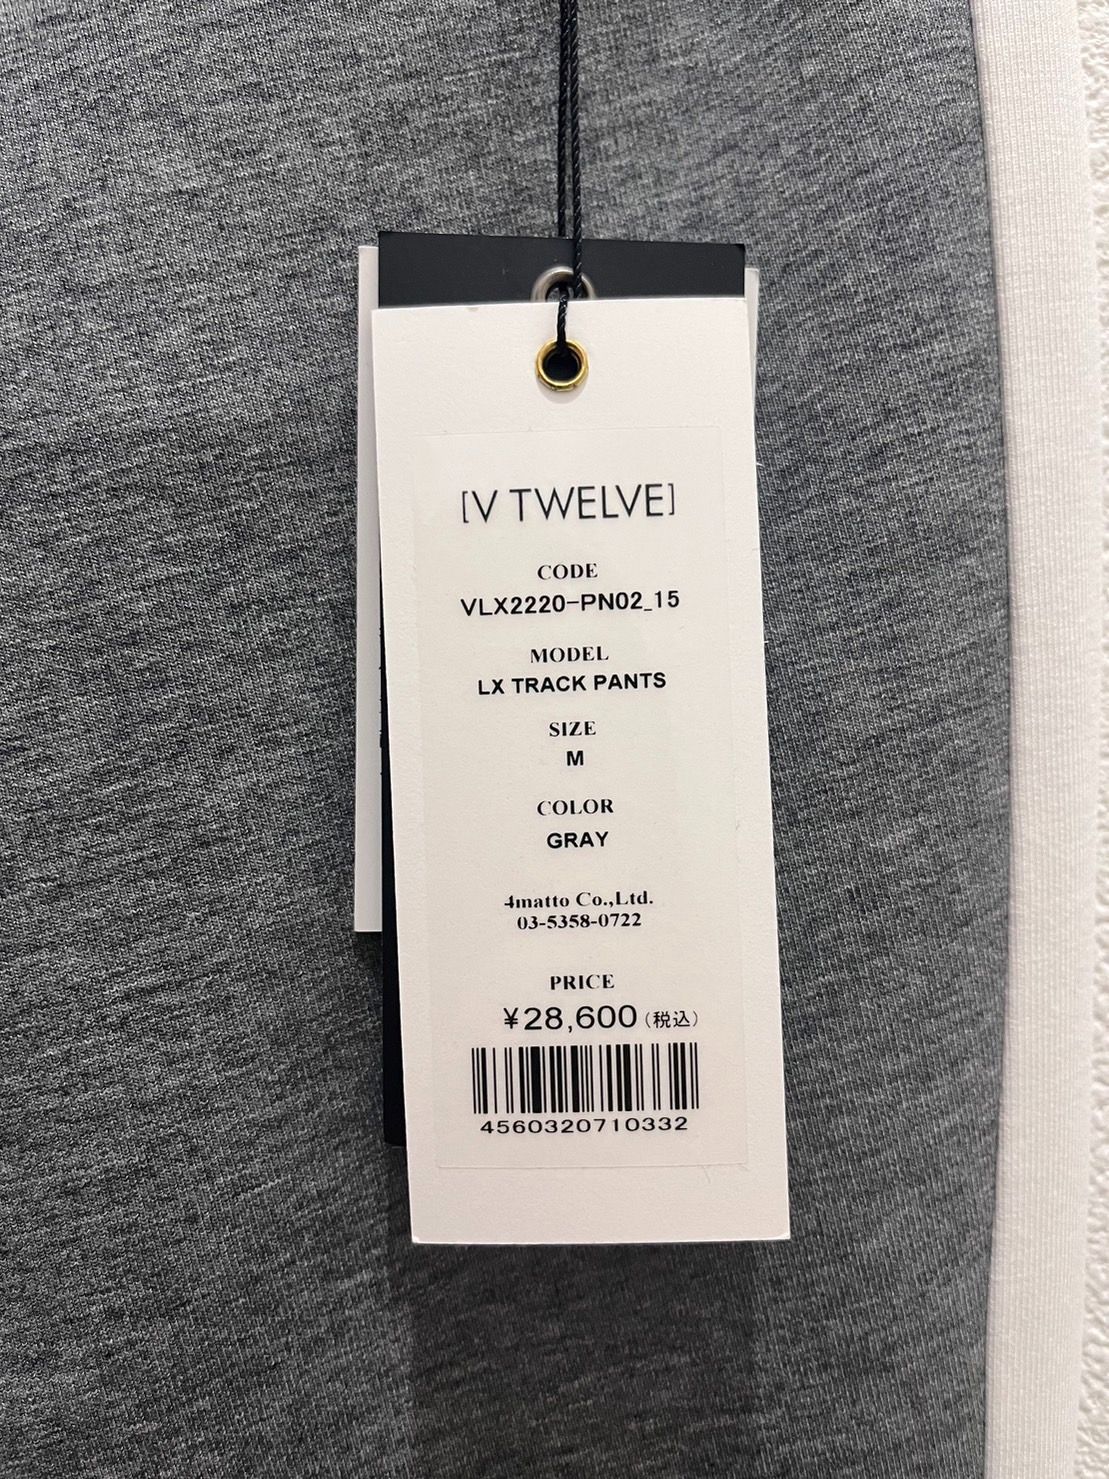 [V TWELVE]
CODE
VLX2220-PN02_15
MODEL
LX TRACK PANTS
SIZE
M
COLOR
GRAY
4matto Co.,Ltd.
03-5358-0722
PRICE
¥28,600(税込)
4560320710332